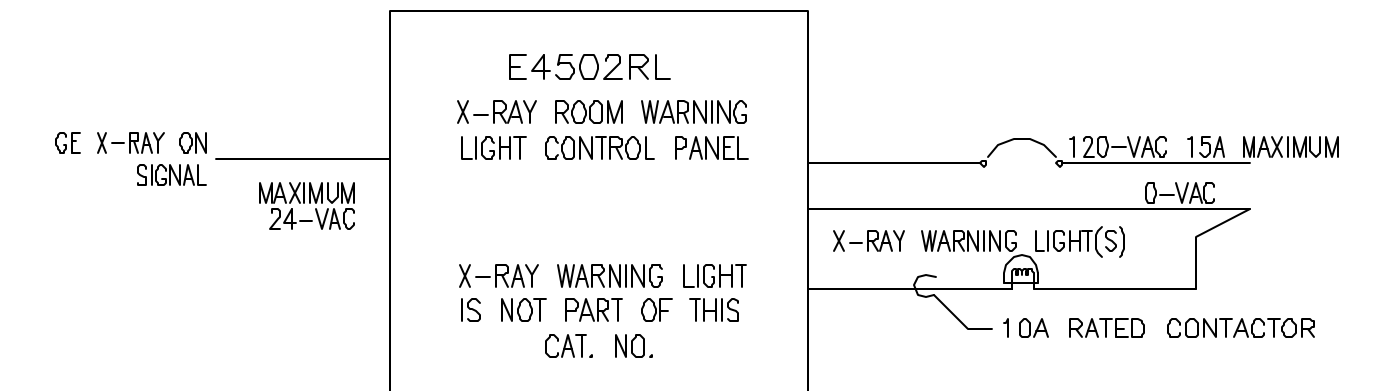 E4502RL
X-RAY ROOM WARNING
LIGHT CONTROL PANEL
GE X-RAY ON
SIGNAL
MAXIMUM
24-VAC
120-VAC 15A MAXIMUM
0-VAC
X-RAY WARNING LIGHT(S)
X-RAY WARNING LIGHT
IS NOT PART OF THIS
CAT. NO.
10A RATED CONTACTOR